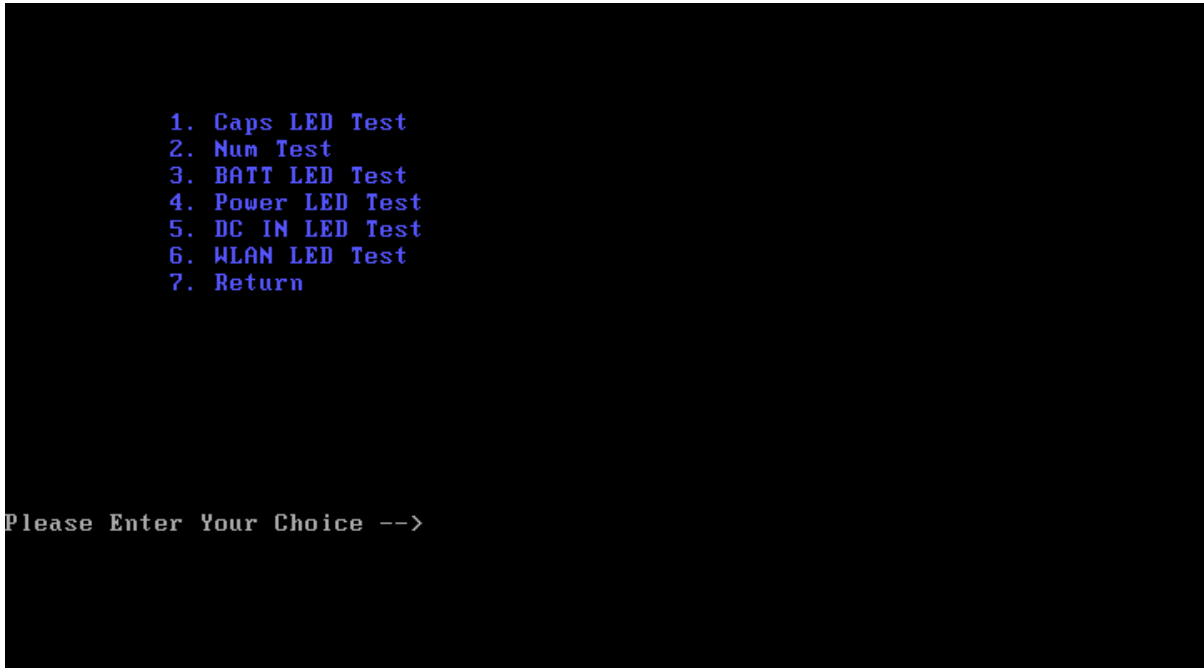 1. Caps LED Test
2. Num Test
3. BATT LED Test
4. Power LED Test
5. DC IN LED Test
6. WLAN LED Test
7. Return
Please Enter Your Choice -->